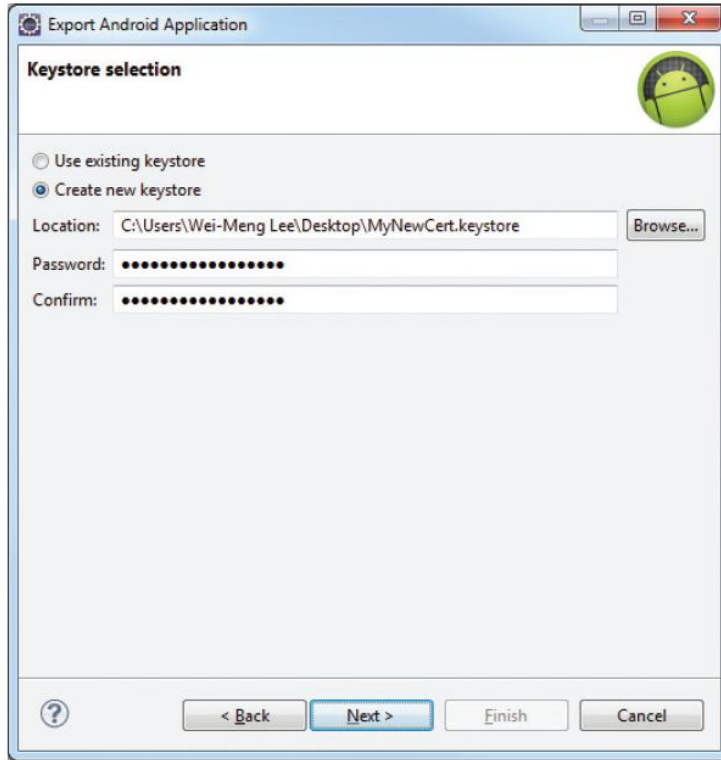 Export Android Application
Keystore selection
Use existing keystore
Create new keystore
Location: C:\Users\Wei-Meng Lee\Desktop\MyNewCert.keystore Browse...
Password: •••••••••••••••••
Confirm: •••••••••••••••••
? < Back Next > Finish Cancel